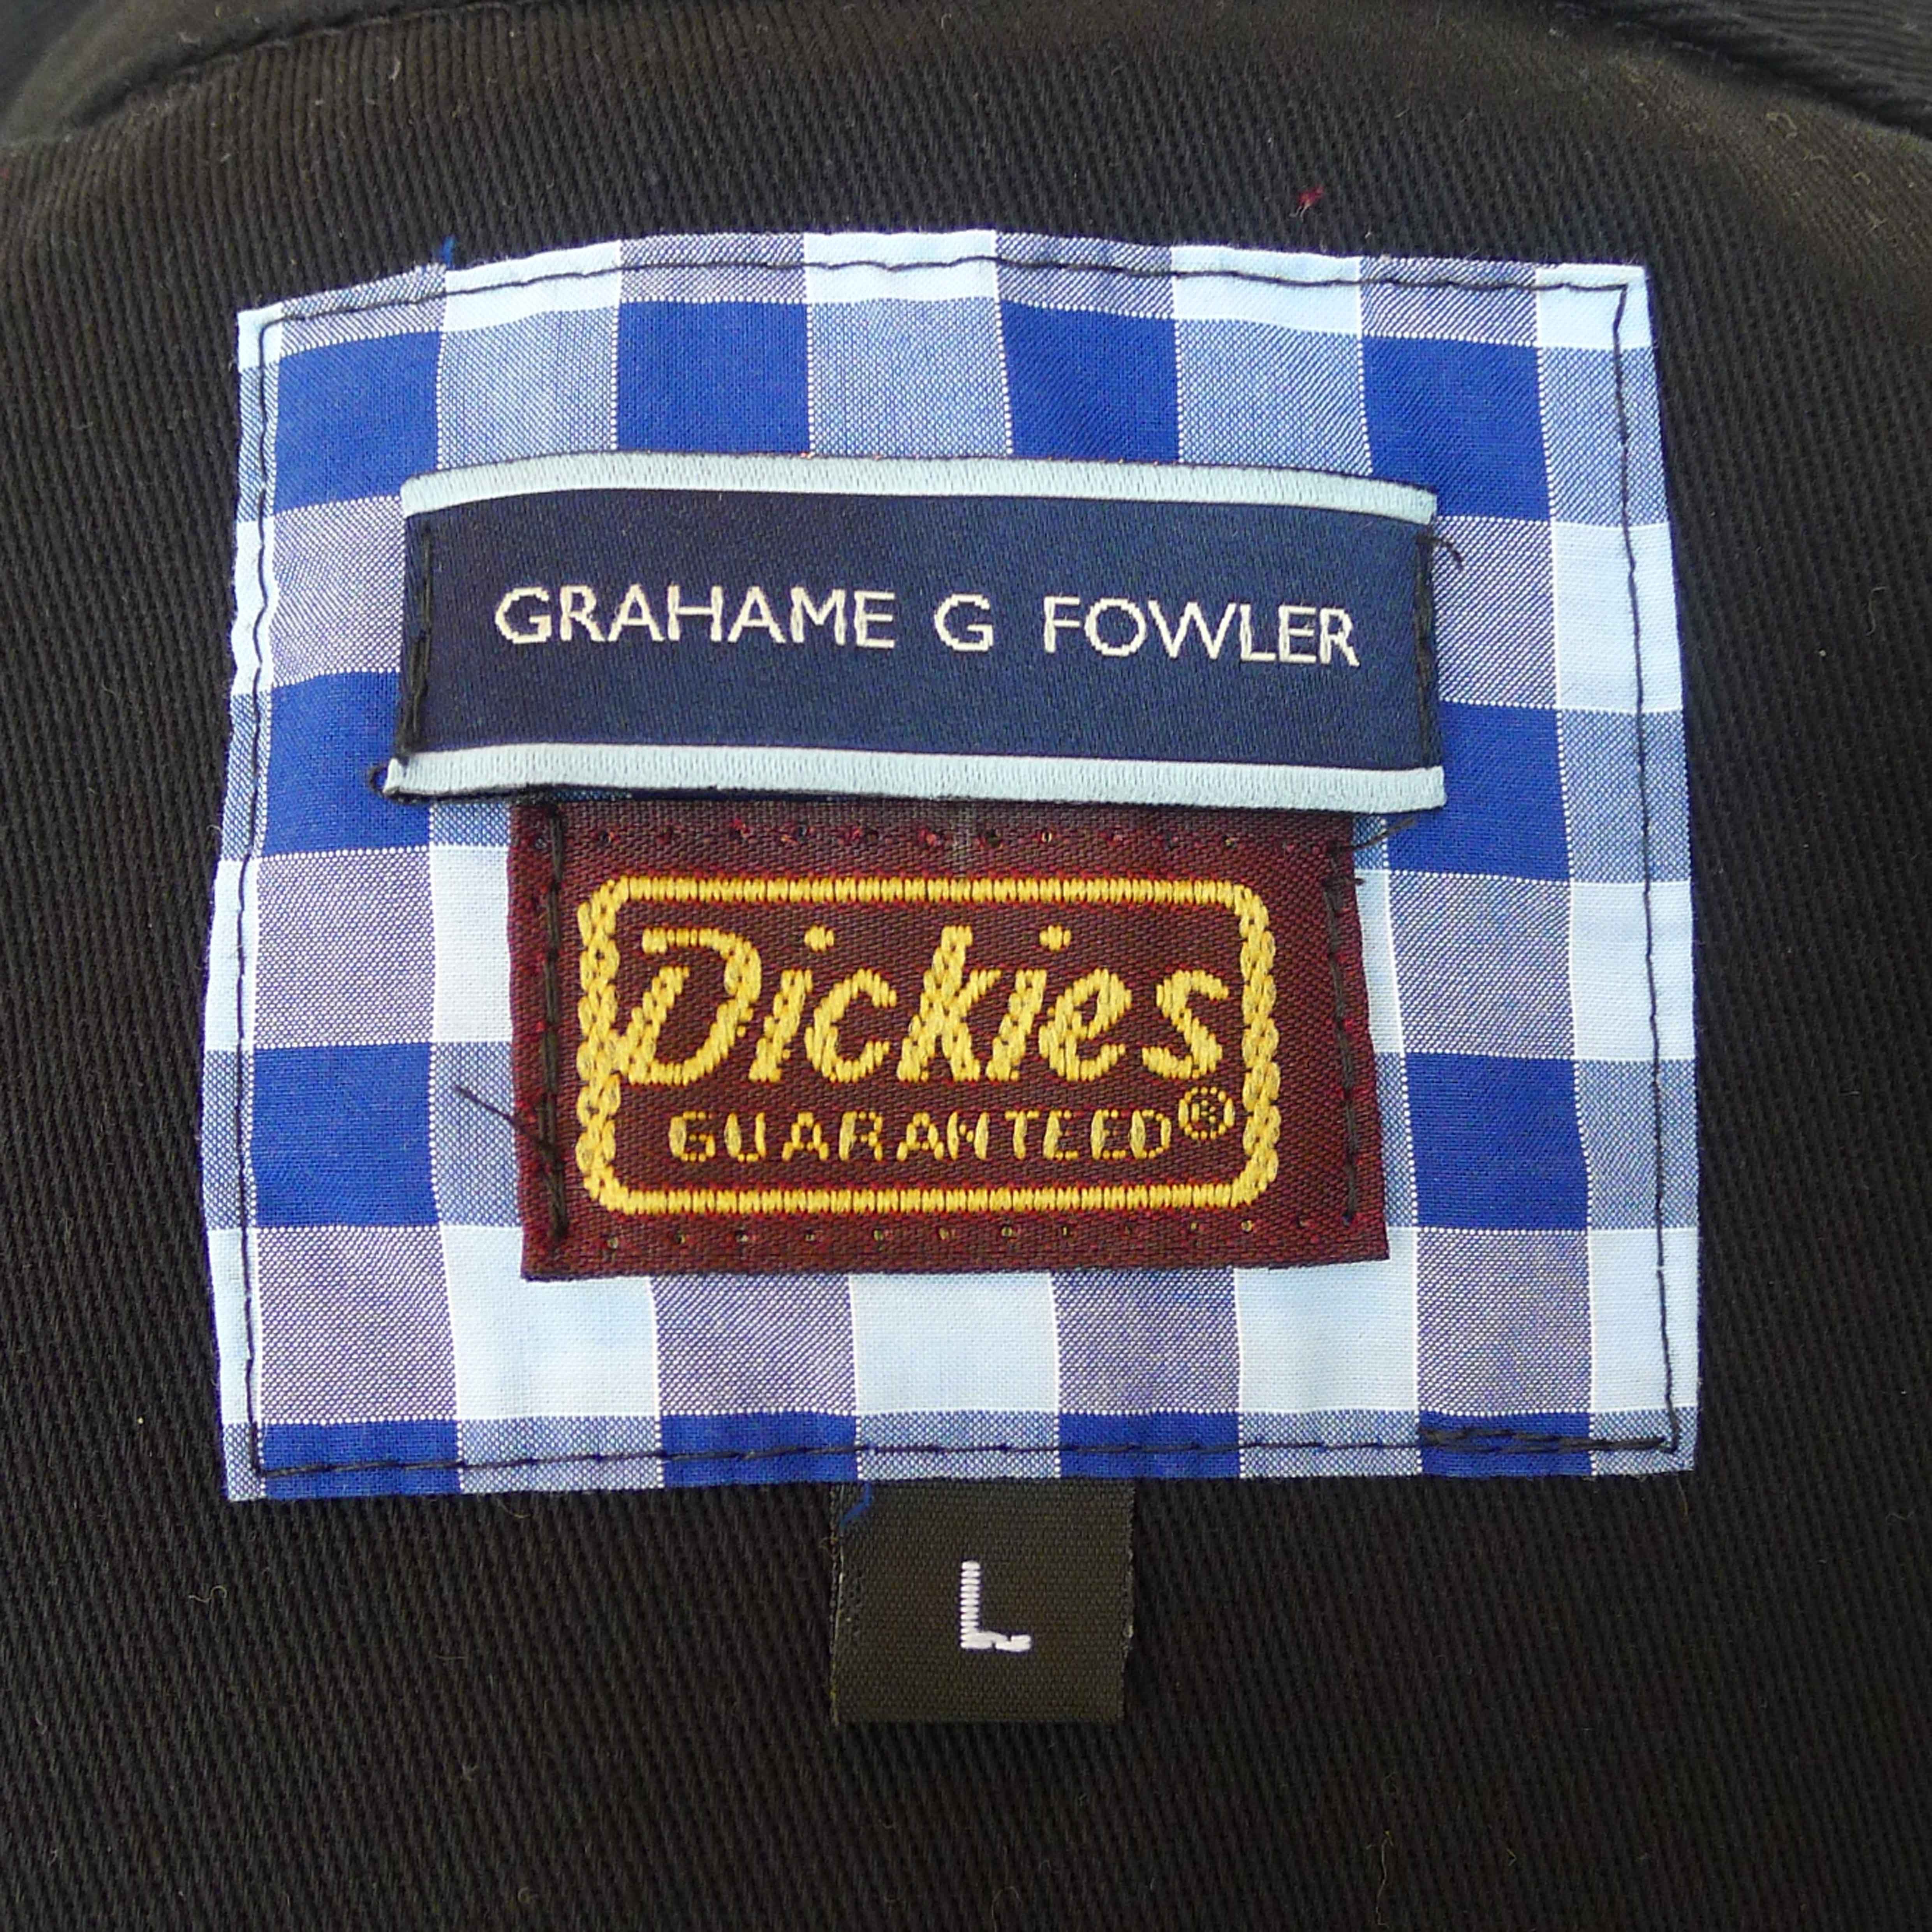 GRAHAME G FOWLER
Dickies
GUARANTEED®
L